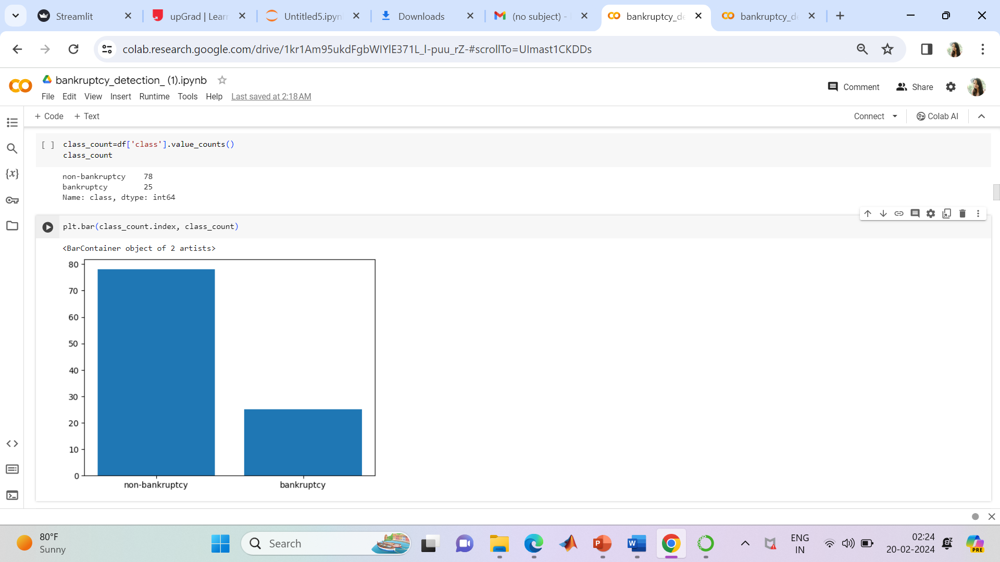 Streamlit
upGrad | Lear
Untitled5.ipyn
Downloads
(no subject) -
bankruptcy_de
bankruptcy_de
colab.research.google.com/drive/1kr1Am95ukdFgbWIYlE371L_l-puu_rZ-#scrollTo=UImast1CKDDs
bankruptcy_detection_ (1).ipynb
File Edit View Insert Runtime Tools Help Last saved at 2:18 AM
Comment Share
+ Code + Text
Connect Colab AI
[ ] class_count=df['class'].value_counts()
class_count
non-bankruptcy 78
bankruptcy 25
Name: class, dtype: int64
plt.bar(class_count.index, class_count)
<BarContainer object of 2 artists>
80
70
60
50
40
30
20
10
0
non-bankruptcy bankruptcy
{x}
80°F
Sunny
Search
P
W
ENG
IN
02:24
20-02-2024
PRE